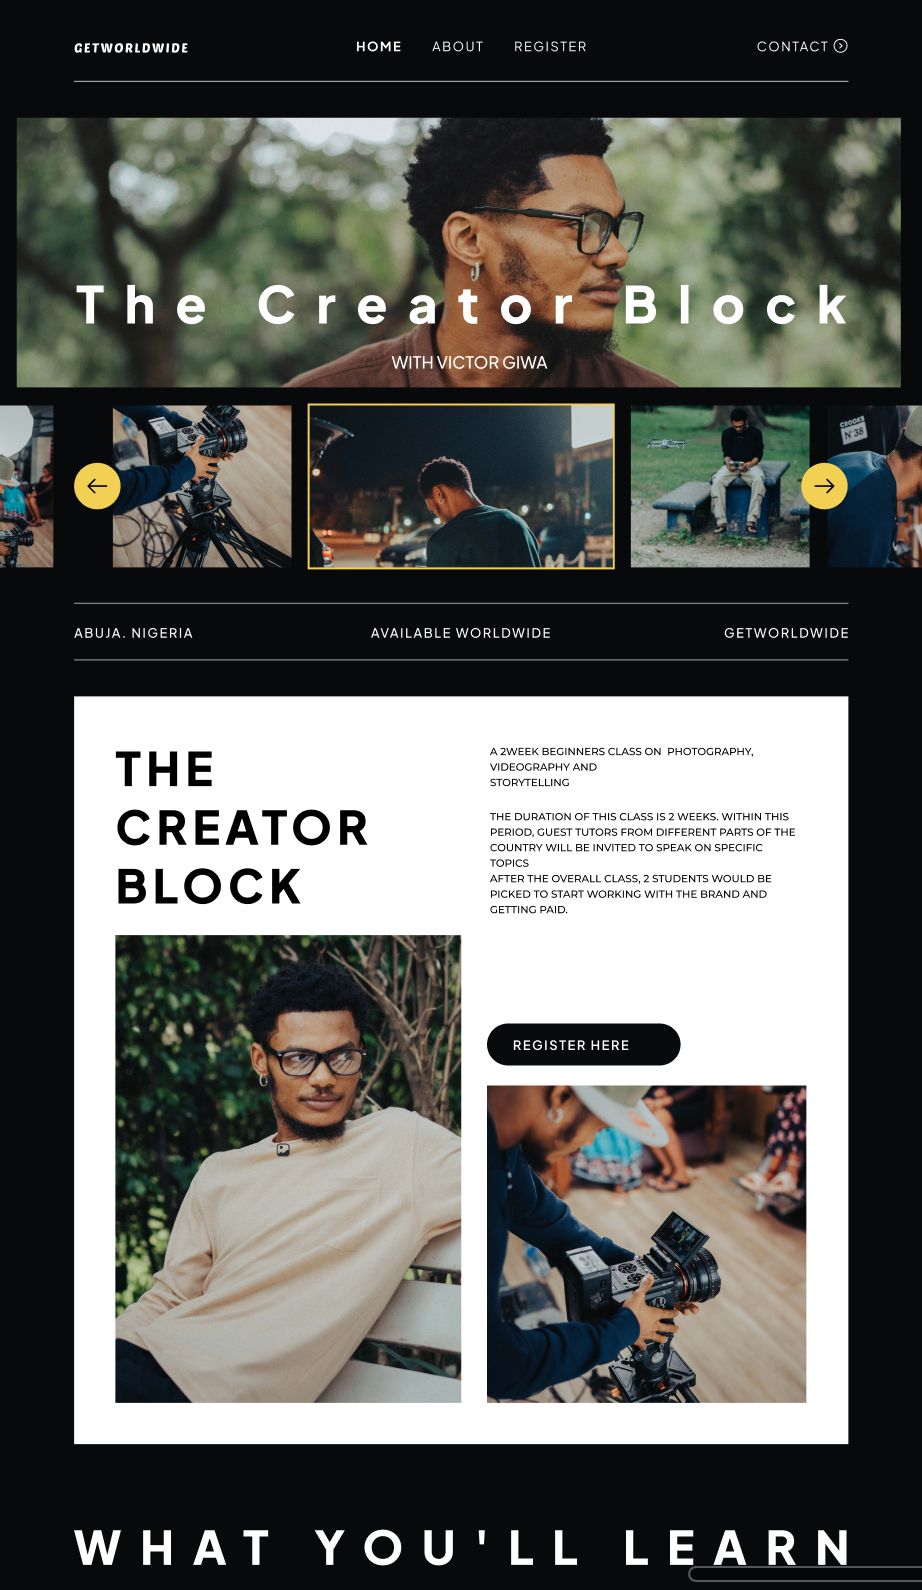 GETWORLDWIDE
HOME ABOUT REGISTER
CONTACT
The Creator Block
WITH VICTOR GIWA
CROOKS
N°38
ABUJA. NIGERIA
AVAILABLE WORLDWIDE
GETWORLDWIDE
THE
CREATOR
BLOCK
A 2WEEK BEGINNERS CLASS ON PHOTOGRAPHY,
VIDEOGRAPHY AND
STORYTELLING
THE DURATION OF THIS CLASS IS 2 WEEKS. WITHIN THIS
PERIOD, GUEST TUTORS FROM DIFFERENT PARTS OF THE
COUNTRY WILL BE INVITED TO SPEAK ON SPECIFIC
TOPICS
AFTER THE OVERALL CLASS, 2 STUDENTS WOULD BE
PICKED TO START WORKING WITH THE BRAND AND
GETTING PAID.
REGISTER HERE
WHAT YOU'LL LEARN